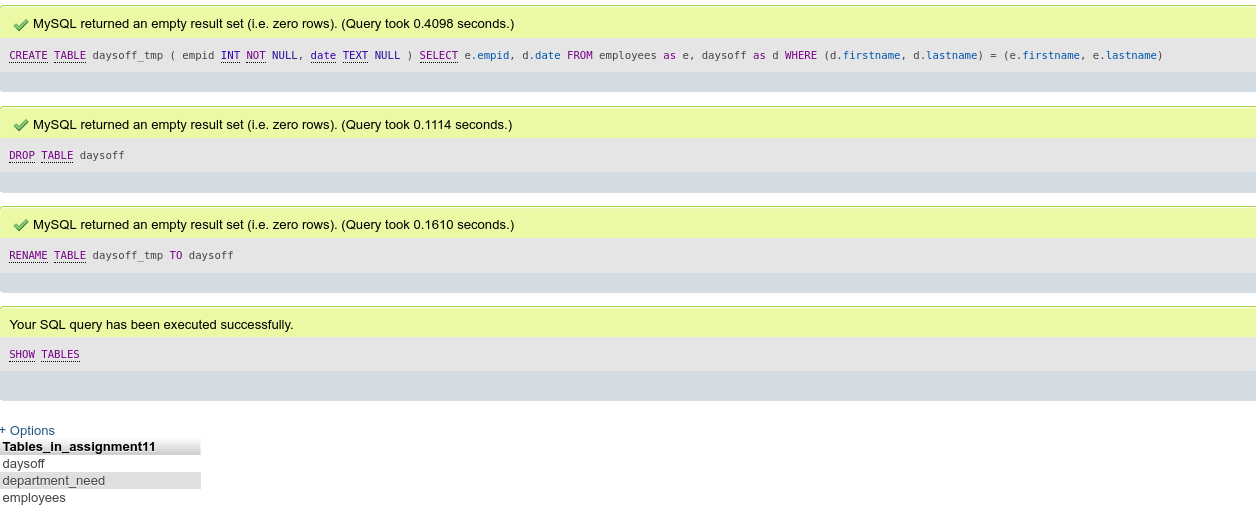 MySQL returned an empty result set (i.e. zero rows). (Query took 0.4098 seconds.)
CREATE TABLE daysoff_tmp ( empid INT NOT NULL, date TEXT NULL ) SELECT e.empid, d.date FROM employees as e, daysoff as d WHERE (d.firstname, d.lastname) = (e.firstname, e.lastname)
MySQL returned an empty result set (i.e. zero rows). (Query took 0.1114 seconds.)
DROP TABLE daysoff
MySQL returned an empty result set (i.e. zero rows). (Query took 0.1610 seconds.)
RENAME TABLE daysoff_tmp TO daysoff
Your SQL query has been executed successfully.
SHOW TABLES
+ Options
Tables_in_assignment11
daysoff
department_need
employees